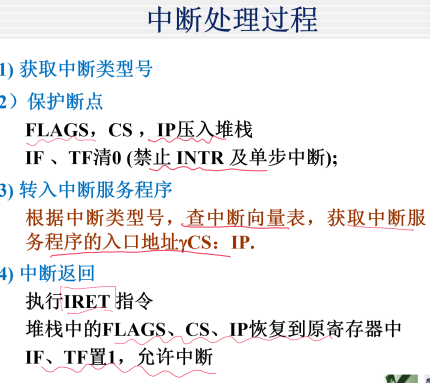 中断处理过程
1) 获取中断类型号
2）保护断点
FLAGS，CS ，IP压入堆栈
IF 、TF清0 (禁止 INTR 及单步中断);
3) 转入中断服务程序
根据中断类型号，查中断向量表，获取中断服
务程序的入口地址γCS：IP.
4) 中断返回
执行IRET 指令
堆栈中的FLAGS、CS、IP恢复到原寄存器中
IF、TF置1，允许中断